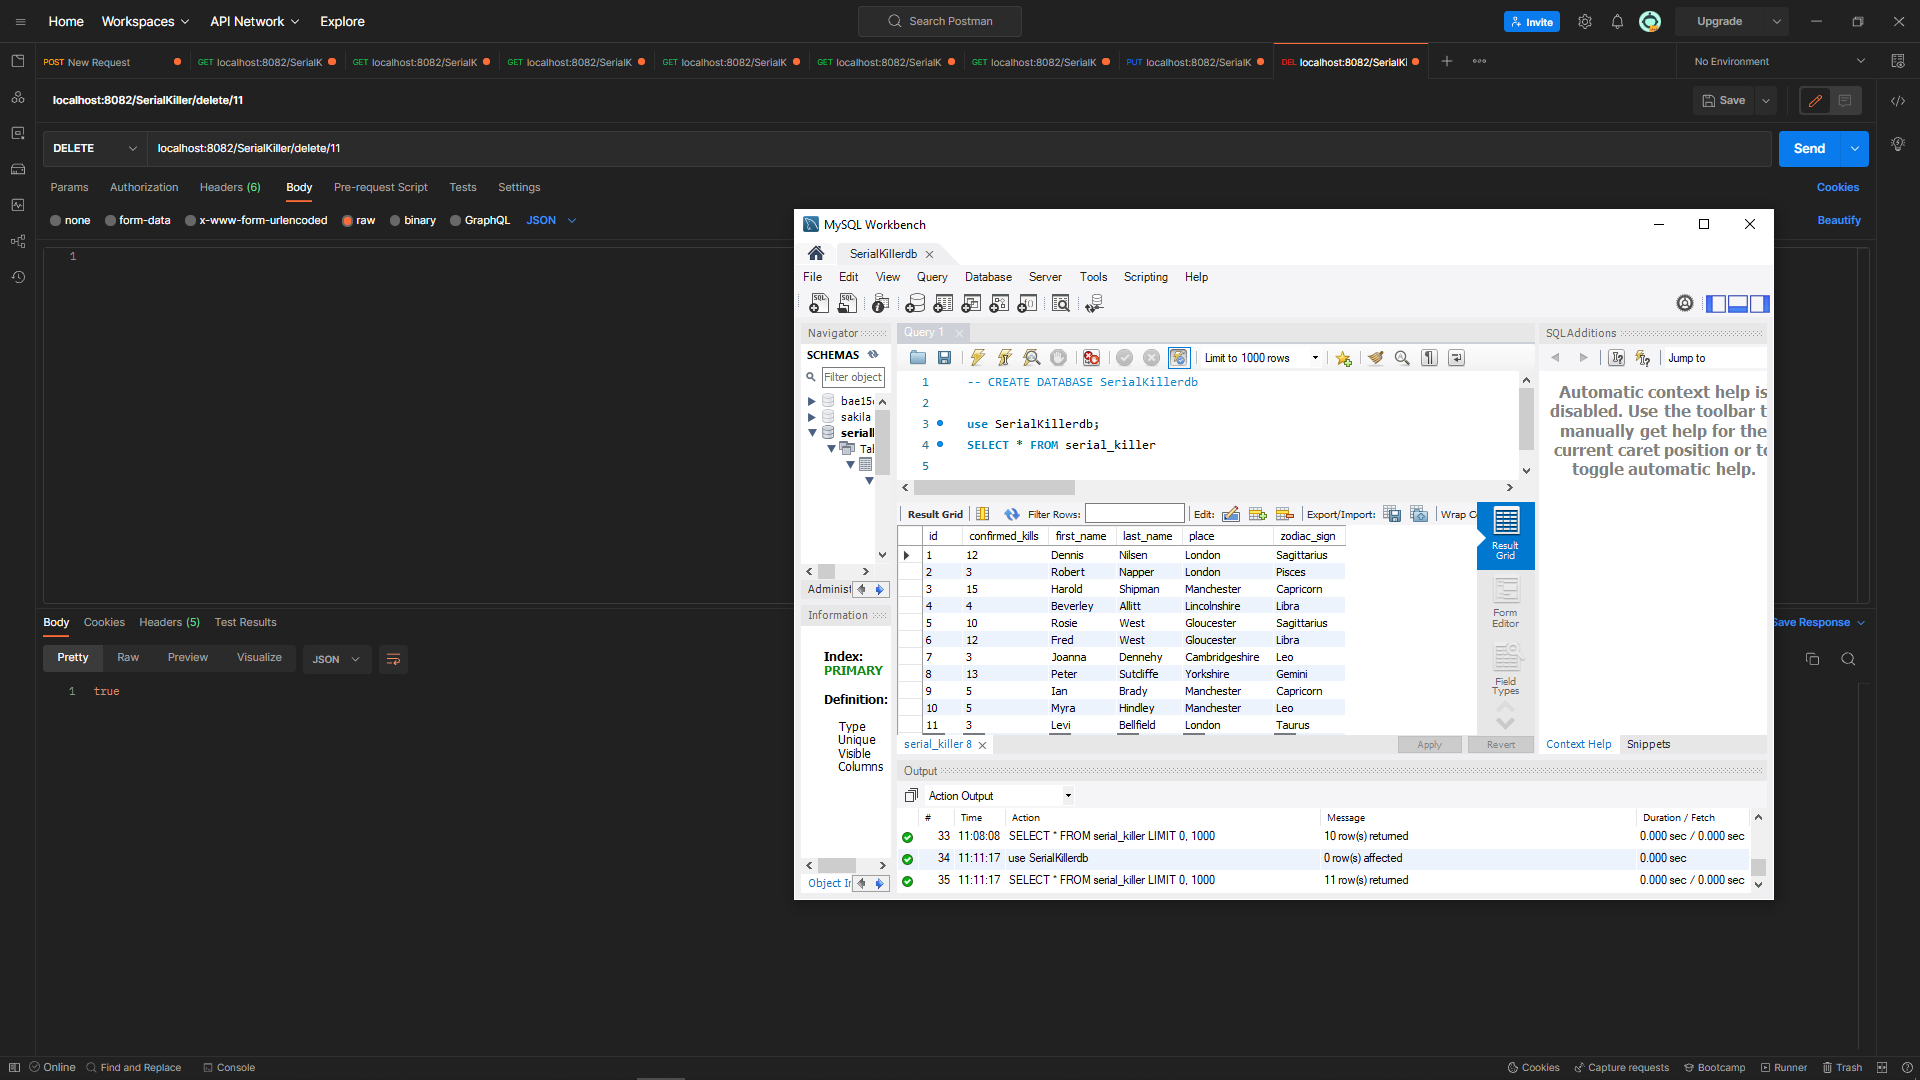 Home Workspaces API Network Explore Search Postman Invite Upgrade
POST New Request GET localhost:8082/SerialK GET localhost:8082/SerialK GET localhost:8082/SerialK GET localhost:8082/SerialK GET localhost:8082/SerialK GET localhost:8082/SerialK PUT localhost:8082/SerialK DEL localhost:8082/SerialKi No Environment
localhost:8082/SerialKiller/delete/11 Save
DELETE localhost:8082/SerialKiller/delete/11 Send
Params Authorization Headers (6) Body Pre-request Script Tests Settings Cookies
none form-data x-www-form-urlencoded raw binary GraphQL JSON Beautify
1
Body Cookies Headers (5) Test Results Save Response
Pretty Raw Preview Visualize JSON
1 true
MySQL Workbench
SerialKillerdb
File Edit View Query Database Server Tools Scripting Help
Navigator
SCHEMAS
Filter object
bae15
sakila
serial
Tal
Administ
Information
Index:
PRIMARY
Definition:
Type
Unique
Visible
Columns
Object In
Query 1
Limit to 1000 rows
1 -- CREATE DATABASE SerialKillerdb
2
3 use SerialKillerdb;
4 SELECT * FROM serial_killer
5
Result Grid Filter Rows: Edit: Export/Import: Wrap C
id confirmed_kills first_name last_name place zodiac_sign
1 12 Dennis Nilsen London Sagittarius
2 3 Robert Napper London Pisces
3 15 Harold Shipman Manchester Capricorn
4 4 Beverley Allitt Lincolnshire Libra
5 10 Rosie West Gloucester Sagittarius
6 12 Fred West Gloucester Libra
7 3 Joanna Dennehy Cambridgeshire Leo
8 13 Peter Sutcliffe Yorkshire Gemini
9 5 Ian Brady Manchester Capricorn
10 5 Myra Hindley Manchester Leo
11 3 Levi Bellfield London Taurus
Result
Grid
Form
Editor
Field
Types
serial_killer 8 Apply Revert
SQLAdditions
Jump to
Automatic context help is
disabled. Use the toolbar t
manually get help for the
current caret position or to
toggle automatic help.
Context Help Snippets
Output
Action Output
# Time Action Message Duration / Fetch
33 11:08:08 SELECT * FROM serial_killer LIMIT 0, 1000 10 row(s) returned 0.000 sec / 0.000 sec
34 11:11:17 use SerialKillerdb 0 row(s) affected 0.000 sec
35 11:11:17 SELECT * FROM serial_killer LIMIT 0, 1000 11 row(s) returned 0.000 sec / 0.000 sec
Online Find and Replace Console Cookies Capture requests Bootcamp Runner Trash